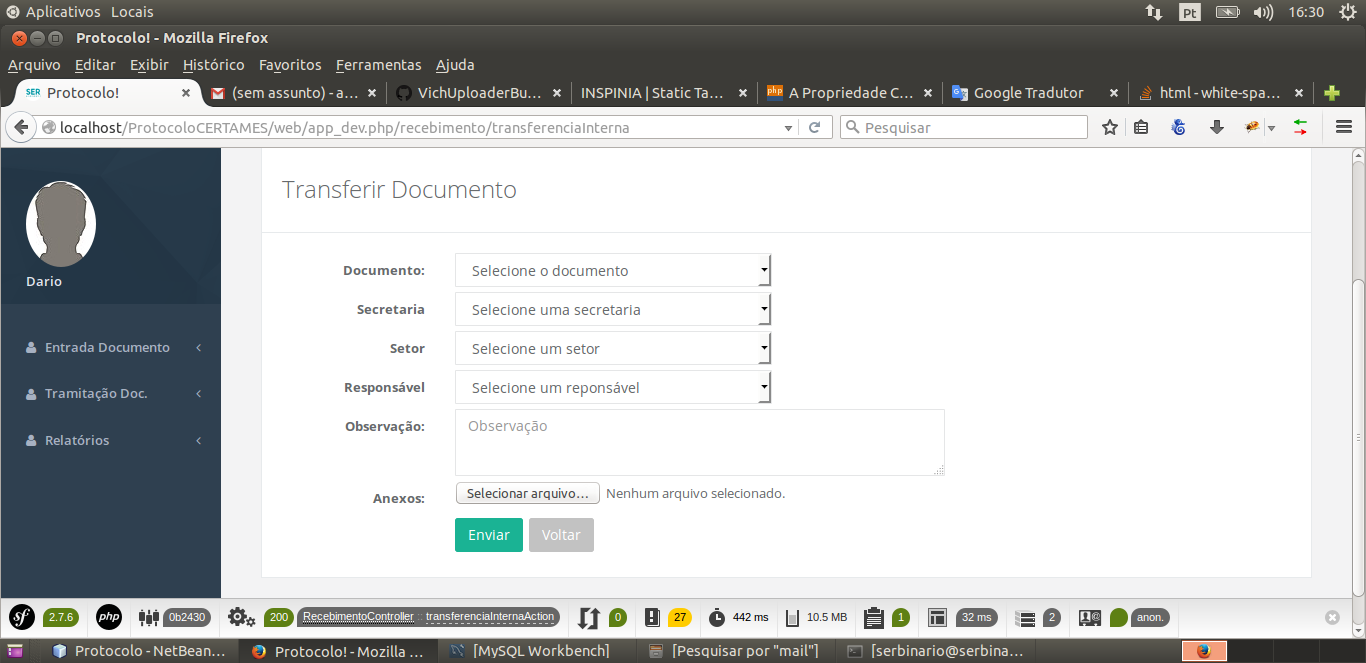 Aplicativos Locais Pt 16:30
Protocolo! - Mozilla Firefox
Arquivo Editar Exibir Histórico Favoritos Ferramentas Ajuda
SER Protocolo! (sem assunto) - a... VichUploaderBu... INSPINIA | Static Ta... php A Propriedade C... Google Tradutor html - white-spa...
localhost/ProtocoloCERTAMES/web/app_dev.php/recebimento/transferenciaInterna Pesquisar
Transferir Documento
Dario
Entrada Documento
Tramitação Doc.
Relatórios
Documento: Selecione o documento
Secretaria Selecione uma secretaria
Setor Selecione um setor
Responsável Selecione um reponsável
Observação: Observação
Anexos: Selecionar arquivo... Nenhum arquivo selecionado.
Enviar Voltar
sf 2.7.6 php 0b2430 200 RecebimentoController :: transferenciaInternaAction 0 27 442 ms 10.5 MB 1 32 ms 2 anon.
Protocolo - NetBean... Protocolo! - Mozilla ... [MySQL Workbench] [Pesquisar por "mail"] [serbinario@serbina...